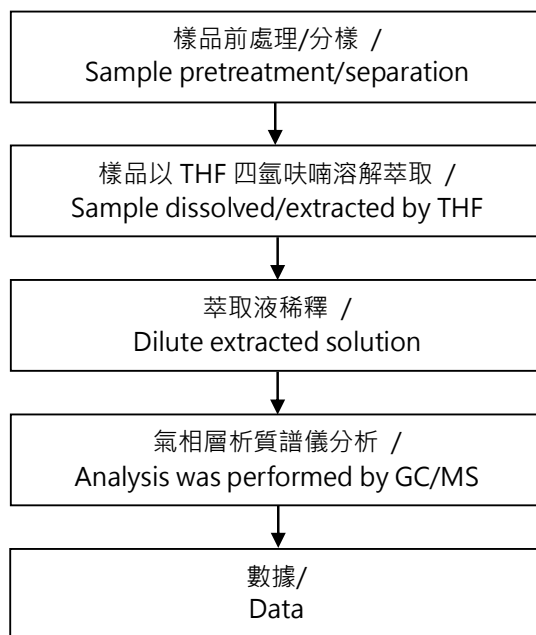 樣品前處理/分樣 /
Sample pretreatment/separation
樣品以 THF 四氫呋喃溶解萃取 /
Sample dissolved/extracted by THF
萃取液稀釋 /
Dilute extracted solution
氣相層析質譜儀分析 /
Analysis was performed by GC/MS
數據/
Data